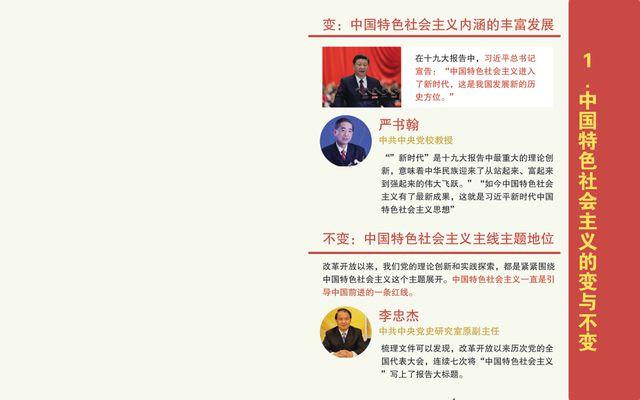 变：中国特色社会主义内涵的丰富发展
在十九大报告中，习近平总书记
宣告：“中国特色社会主义进入
了新时代，这是我国发展新的历
史方位。”
严书翰
中共中央党校教授
“”新时代”是十九大报告中最重大的理论创
新，意味着中华民族迎来了从站起来、富起来
到强起来的伟大飞跃。”“如今中国特色社会
主义有了最新成果，这就是习近平新时代中国
特色社会主义思想”
不变：中国特色社会主义主线主题地位
改革开放以来，我们党的理论创新和实践探索，都是紧紧围绕
中国特色社会主义这个主题展开。中国特色社会主义一直是引
导中国前进的一条红线。
李忠杰
中共中央党史研究室原副主任
梳理文件可以发现，改革开放以来历次党的全
国代表大会，连续七次将“中国特色社会主义
”写上了报告大标题。
1.中国特色社会主义的变与不变